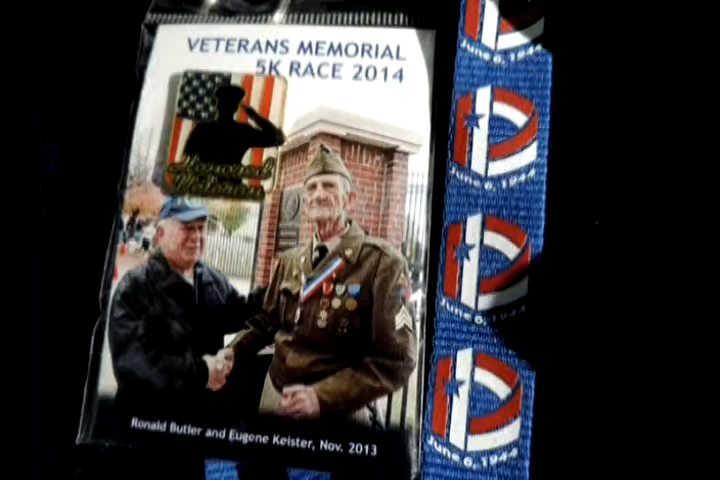 VETERANS MEMORIAL
5K RACE 2014
Ronald Butler and Eugene Keister, Nov. 2013
June 6, 1944
June 6, 1944
June 6, 1944
June 6, 1944